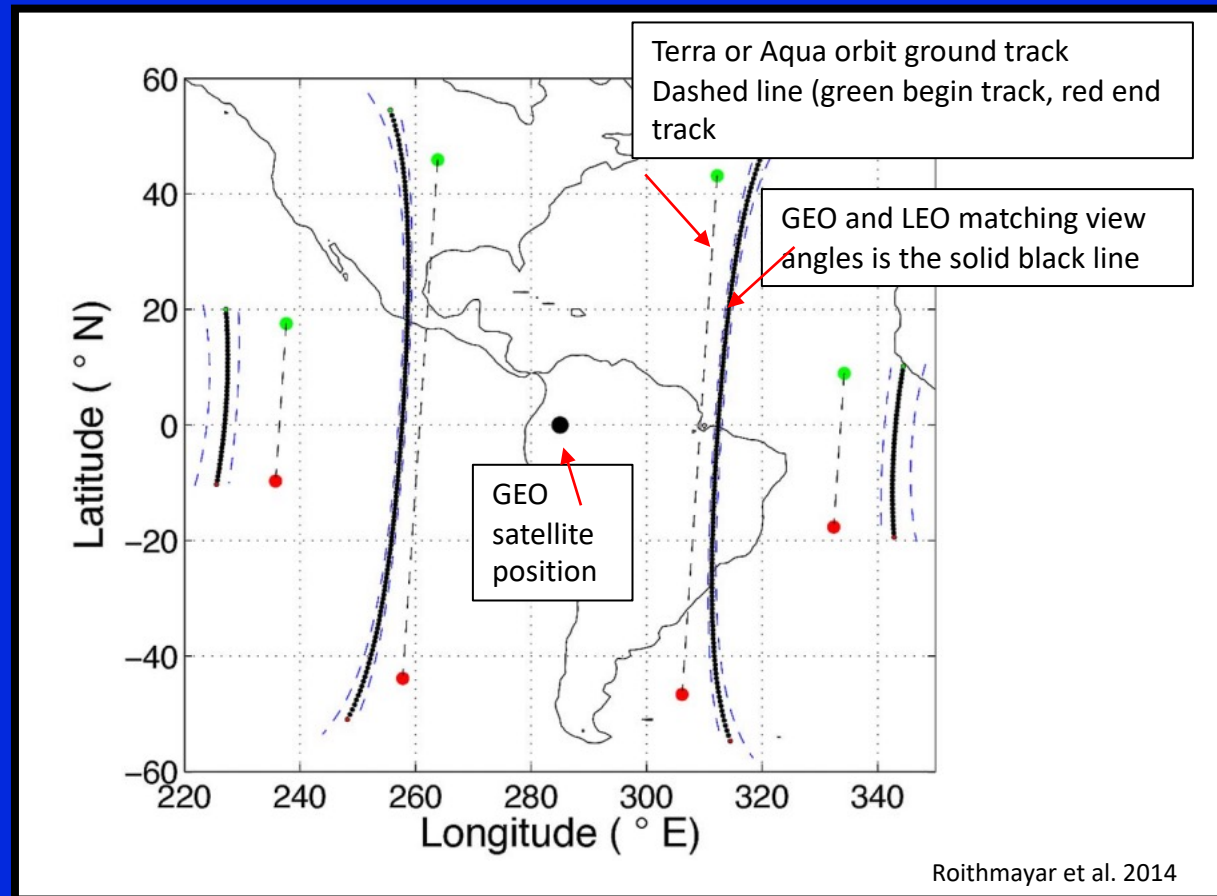 Terra or Aqua orbit ground track
Dashed line (green begin track, red end
track
GEO and LEO matching view
angles is the solid black line
GEO
satellite
position
60
40
20
0
−20
−40
−60
Latitude ( ° N)
220 240 260 280 300 320 340
Longitude ( ° E)
Roithmayar et al. 2014